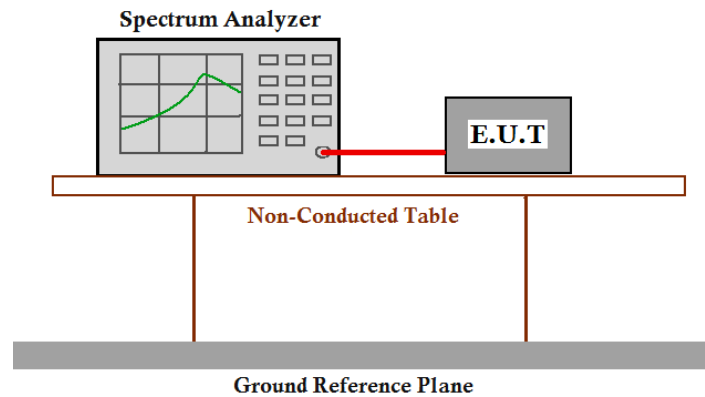 Spectrum Analyzer
E.U.T
Non-Conducted Table
Ground Reference Plane